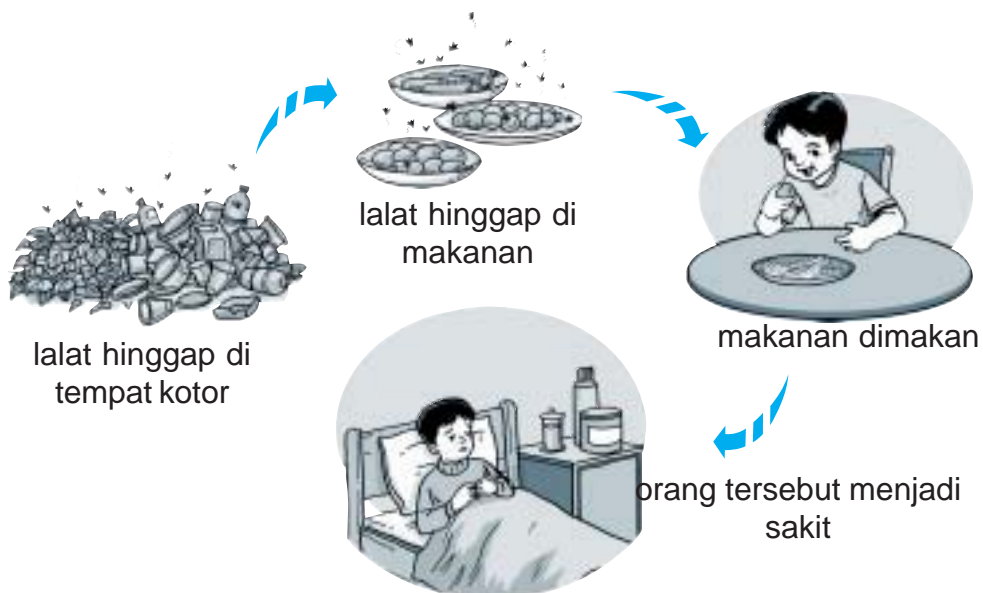 lalat hinggap di
tempat kotor
lalat hinggap di
makanan
makanan dimakan
orang tersebut menjadi
sakit